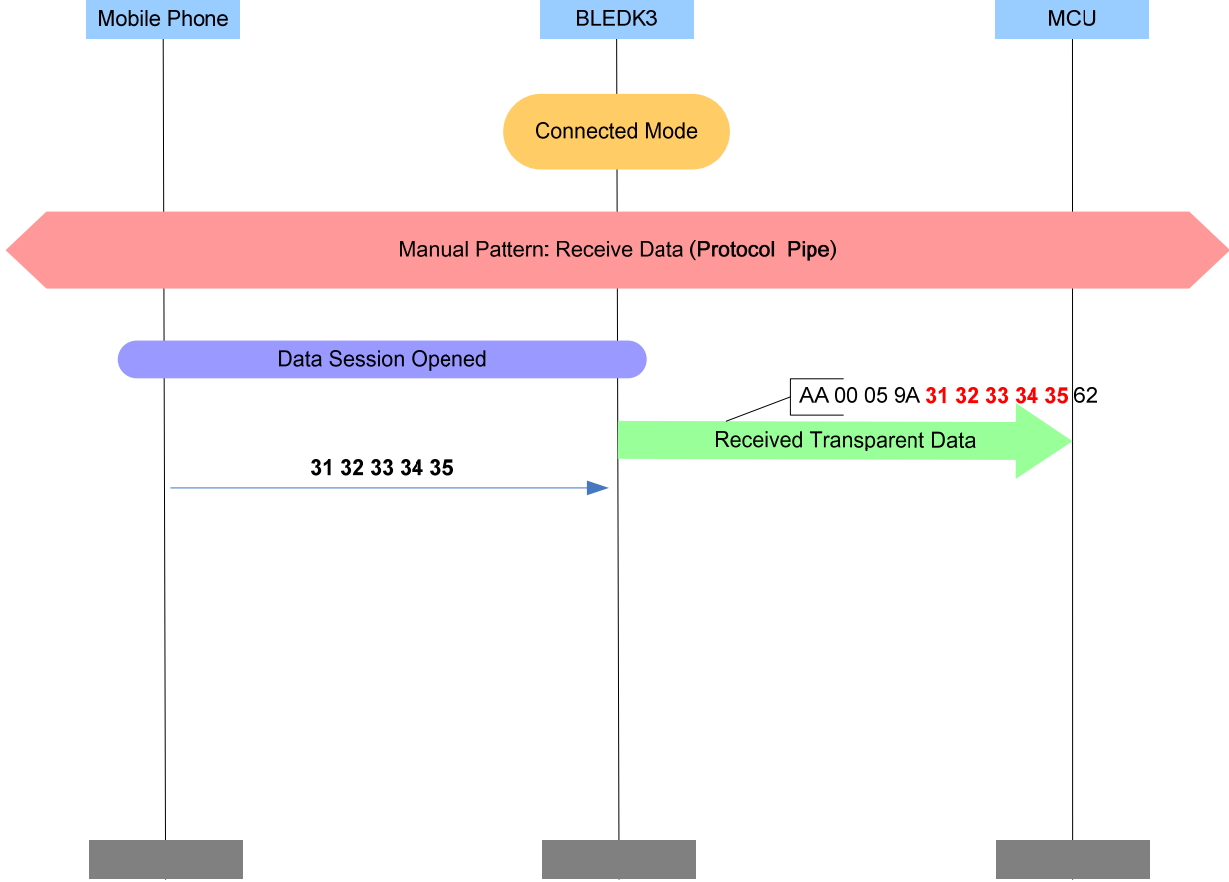 Mobile Phone
BLEDK3
MCU
Connected Mode
Manual Pattern: Receive Data (Protocol Pipe)
Data Session Opened
AA 00 05 9A 31 32 33 34 35 62
Received Transparent Data
31 32 33 34 35